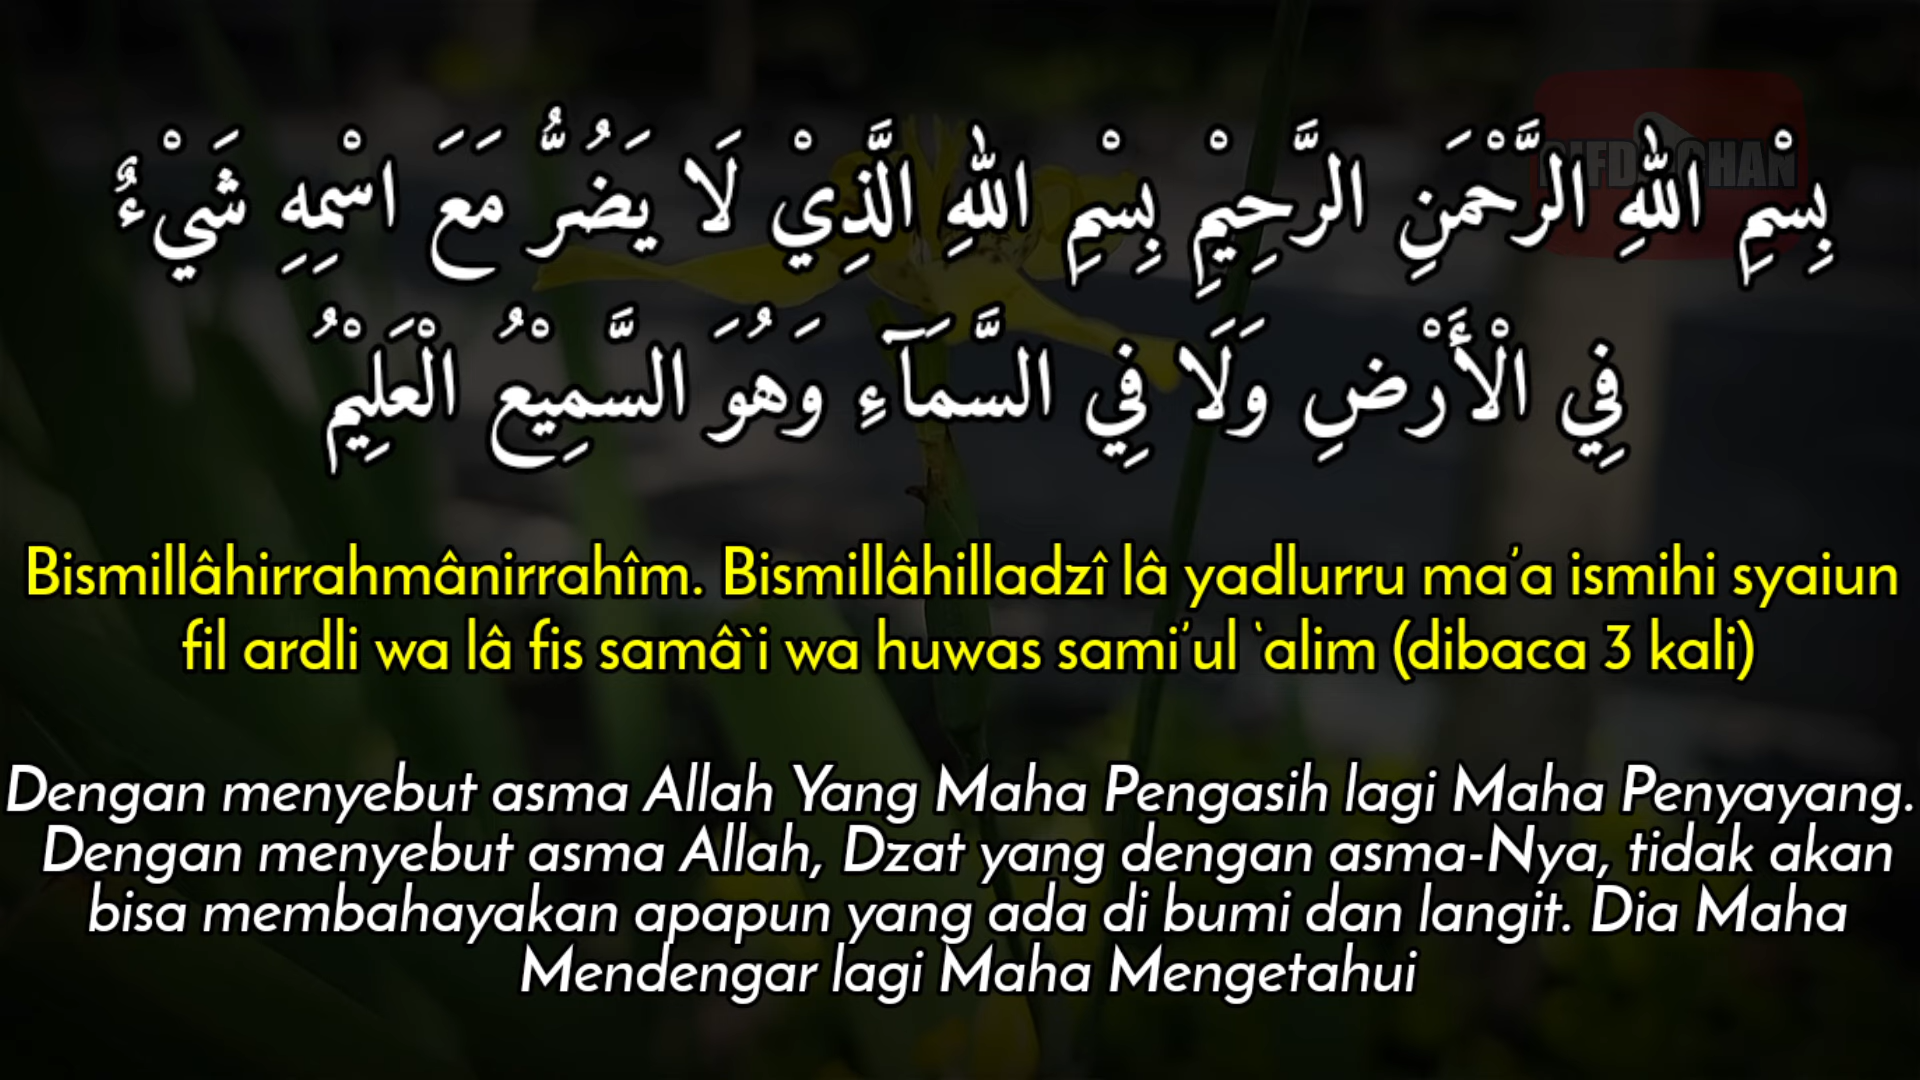 بِسْمِ اللهِ الرَّحْمَنِ الرَّحِيْمِ بِسْمِ اللهِ الَّذِيْ لَا يَضُرُّ مَعَ اسْمِهِ شَيْءٌ
فِي الْأَرْضِ وَلَا فِي السَّمَآءِ وَهُوَ السَّمِيْعُ الْعَلِيْمُ
Bismillâhirrahmânirrahîm. Bismillâhilladzî lâ yadlurru ma'a ismihi syaiun
fil ardli wa lâ fis samâ`i wa huwas sami'ul `alim (dibaca 3 kali)
Dengan menyebut asma Allah Yang Maha Pengasih lagi Maha Penyayang.
Dengan menyebut asma Allah, Dzat yang dengan asma-Nya, tidak akan
bisa membahayakan apapun yang ada di bumi dan langit. Dia Maha
Mendengar lagi Maha Mengetahui